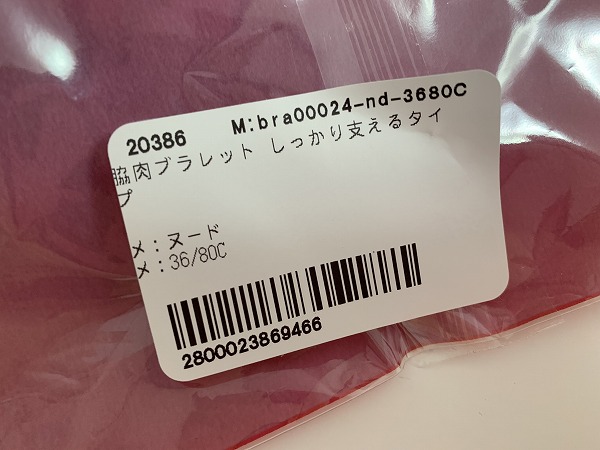 20386 M:bra00024-nd-3680C
脇肉ブラレット しっかり支えるタイ
プ
メ:ヌード
メ:36/80C
2800023869466